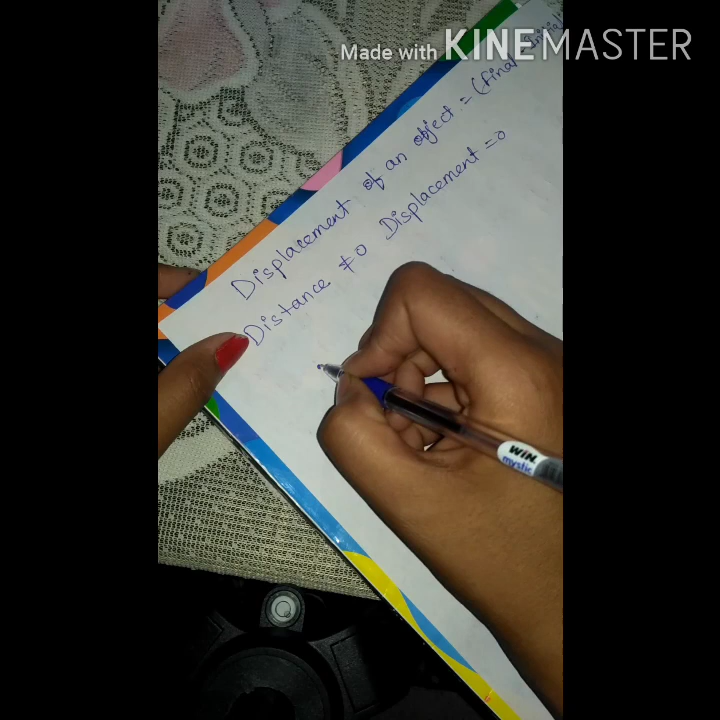 Made with KINEMASTER
Displacement of an object = (final
Distance ≠ 0 Displacement = 0
WIN
mystic